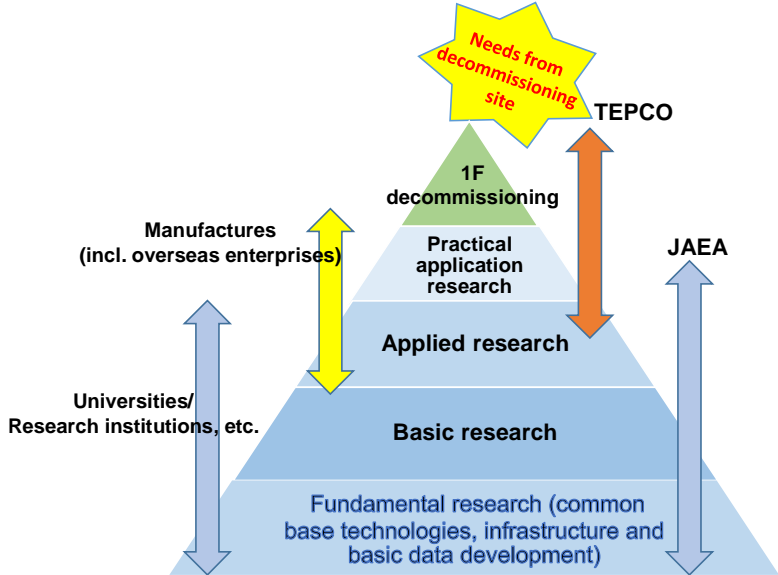 Needs from
decommissioning
site
TEPCO
1F
decommissioning
Manufactures
(incl. overseas enterprises)
Practical
application
research
JAEA
Applied research
Universities/
Research institutions, etc.
Basic research
Fundamental research (common
base technologies, infrastructure and
basic data development)